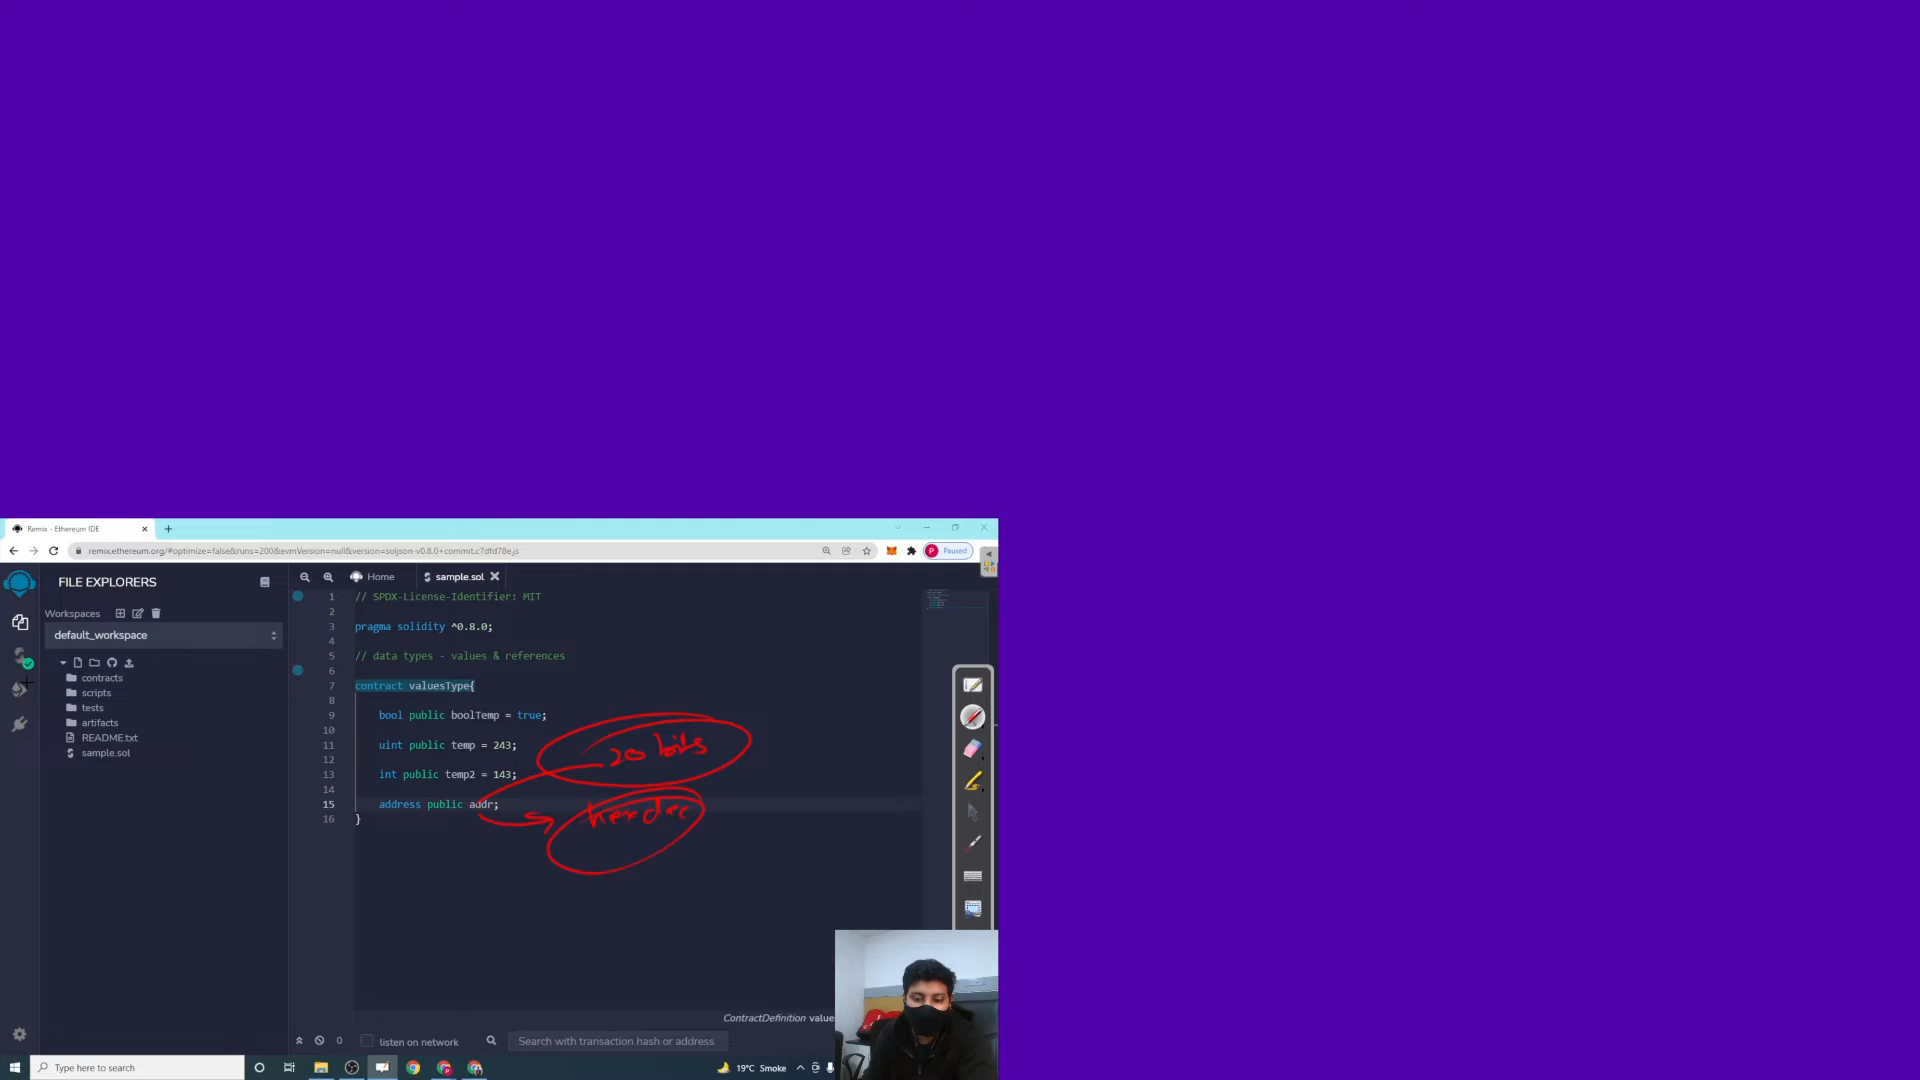 Remix - Ethereum IDE
remix.ethereum.org/#optimize=false&runs=200&evmVersion=null&version=soljson-v0.8.0+commit.c7dfd78e.js
P Paused
FILE EXPLORERS
Workspaces
default_workspace
contracts
scripts
tests
artifacts
README.txt
sample.sol
Home
sample.sol
1 // SPDX-License-Identifier: MIT
2
3 pragma solidity ^0.8.0;
4
5 // data types - values & references
6
7 contract valuesType{
8
9 bool public boolTemp = true;
10
11 uint public temp = 243;
12
13 int public temp2 = 143;
14
15 address public addr;
16 }
20 bits
hexdec
ContractDefinition values
0
listen on network
Search with transaction hash or address
Type here to search
19°C Smoke